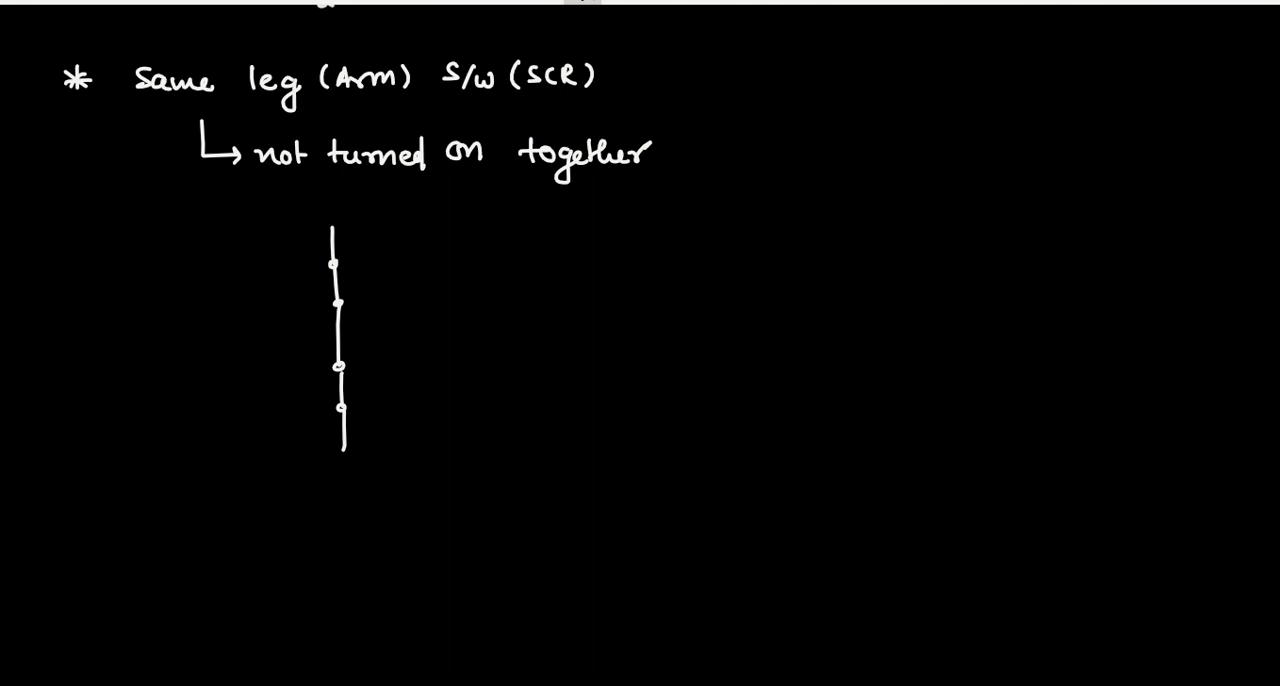 * Same leg (Arm) S/W (SCR)
↳ not turned on together